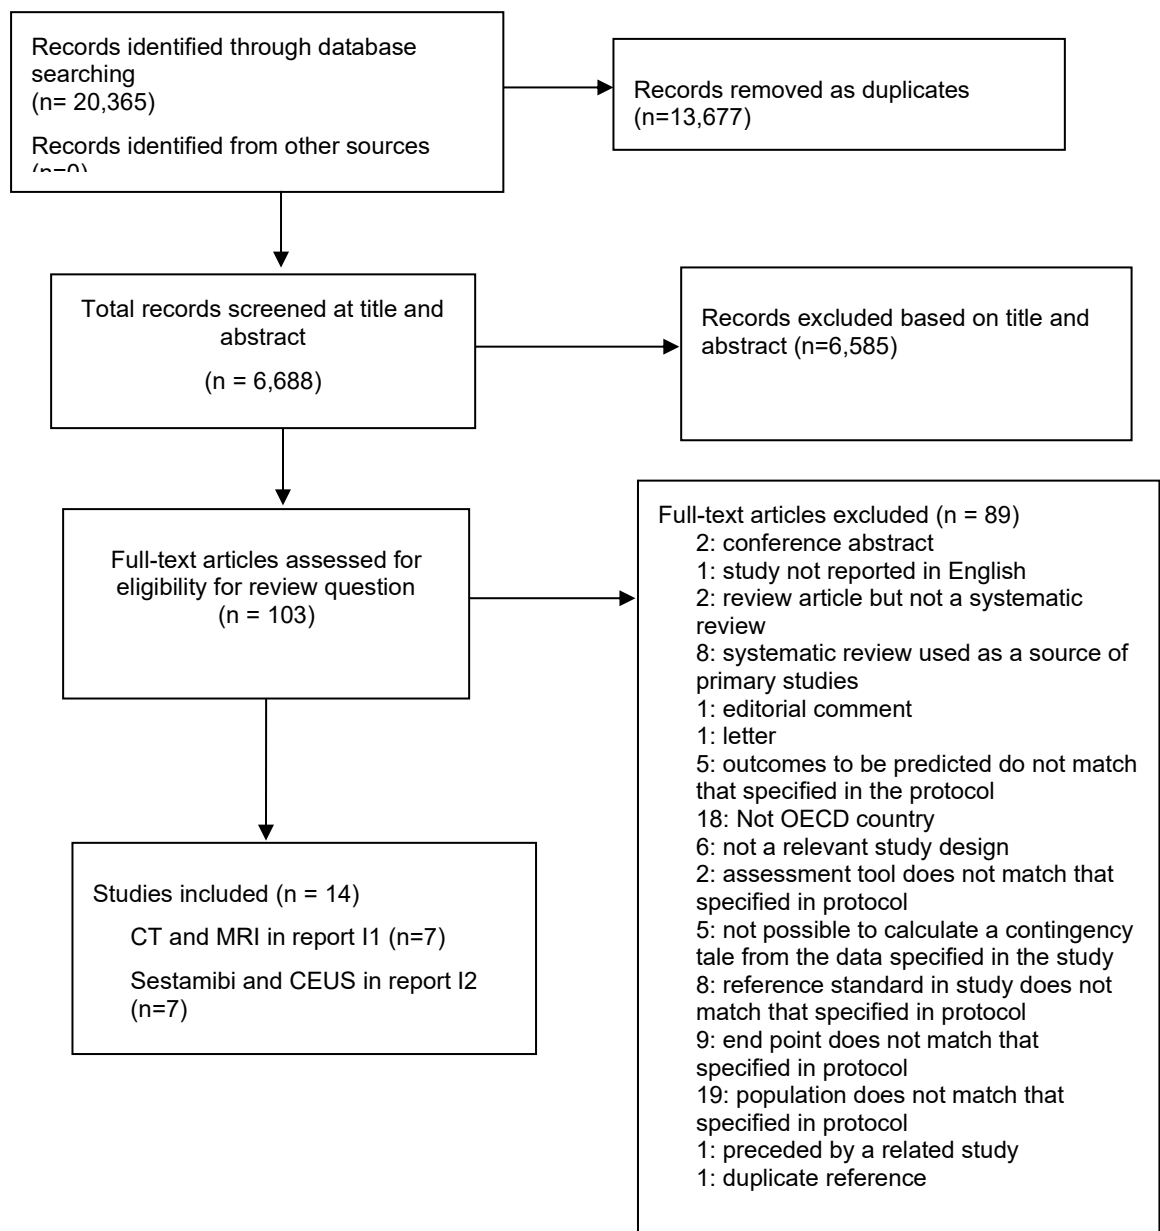 Records identified through database
searching
(n= 20,365)
Records identified from other sources
(n=0)
Records removed as duplicates
(n=13,677)
Total records screened at title and
abstract
(n = 6,688)
Records excluded based on title and
abstract (n=6,585)
Full-text articles assessed for
eligibility for review question
(n = 103)
Full-text articles excluded (n = 89)
2: conference abstract
1: study not reported in English
2: review article but not a systematic
review
8: systematic review used as a source of
primary studies
1: editorial comment
1: letter
5: outcomes to be predicted do not match
that specified in the protocol
18: Not OECD country
6: not a relevant study design
2: assessment tool does not match that
specified in protocol
5: not possible to calculate a contingency
tale from the data specified in the study
8: reference standard in study does not
match that specified in protocol
9: end point does not match that
specified in protocol
19: population does not match that
specified in protocol
1: preceded by a related study
1: duplicate reference
Studies included (n = 14)
CT and MRI in report I1 (n=7)
Sestamibi and CEUS in report I2
(n=7)